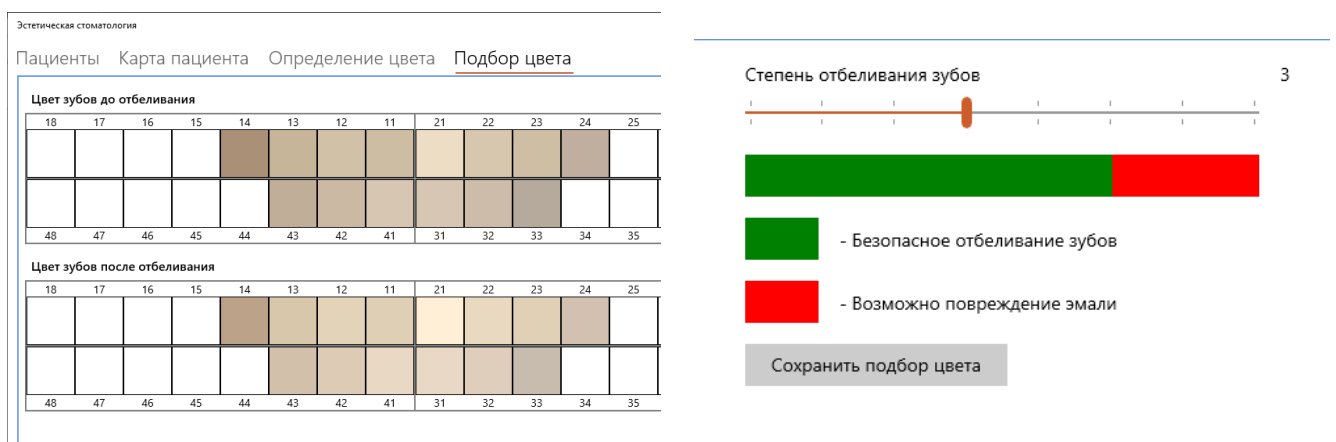 Эстетическая стоматология
Пациенты Карта пациента Определение цвета Подбор цвета
Цвет зубов до отбеливания
18 17 16 15 14 13 12 11 21 22 23 24 25
48 47 46 45 44 43 42 41 31 32 33 34 35
Цвет зубов после отбеливания
18 17 16 15 14 13 12 11 21 22 23 24 25
48 47 46 45 44 43 42 41 31 32 33 34 35
Степень отбеливания зубов 3
- Безопасное отбеливание зубов
- Возможно повреждение эмали
Сохранить подбор цвета